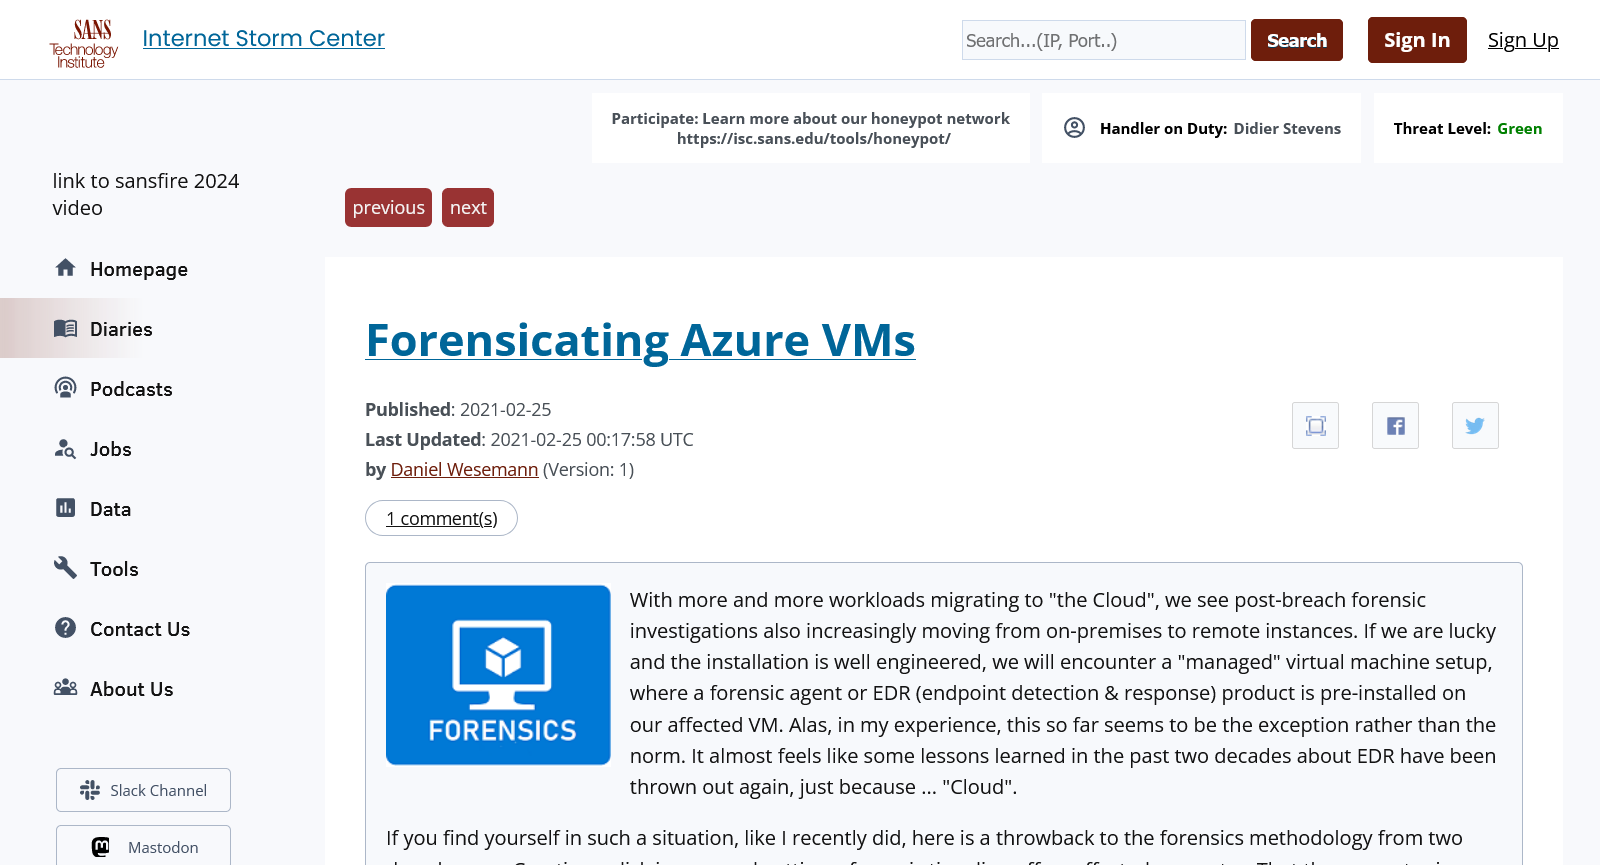 SANS
Technology
Institute
Internet Storm Center
Search...(IP, Port..)
Search
Sign In
Sign Up
Participate: Learn more about our honeypot network
https://isc.sans.edu/tools/honeypot/
Handler on Duty: Didier Stevens
Threat Level: Green
link to sansfire 2024
video
previous
next
Homepage
Diaries
Podcasts
Jobs
Data
Tools
Contact Us
About Us
Slack Channel
Mastodon
Forensicating Azure VMs
Published: 2021-02-25
Last Updated: 2021-02-25 00:17:58 UTC
by Daniel Wesemann (Version: 1)
1 comment(s)
FORENSICS
With more and more workloads migrating to "the Cloud", we see post-breach forensic
investigations also increasingly moving from on-premises to remote instances. If we are lucky
and the installation is well engineered, we will encounter a "managed" virtual machine setup,
where a forensic agent or EDR (endpoint detection & response) product is pre-installed on
our affected VM. Alas, in my experience, this so far seems to be the exception rather than the
norm. It almost feels like some lessons learned in the past two decades about EDR have been
thrown out again, just because ... "Cloud".
If you find yourself in such a situation, like I recently did, here is a throwback to the forensics methodology from two